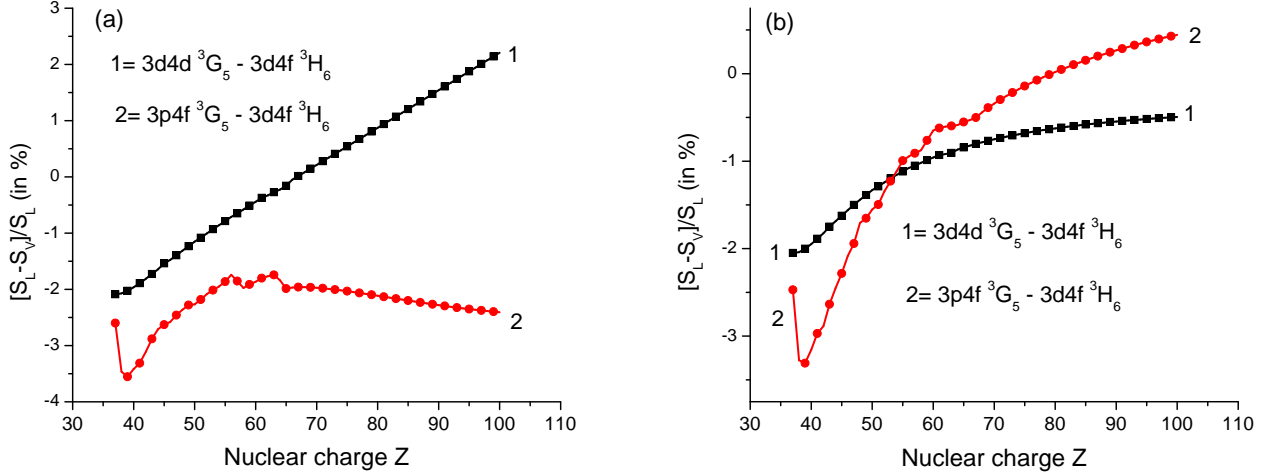 (a)
1= 3d4d ³G₅ - 3d4f ³H₆
2= 3p4f ³G₅ - 3d4f ³H₆
1
2
3
2
1
0
-1
-2
-3
-4
[S_L-S_V]/S_L (in %)
30 40 50 60 70 80 90 100 110
Nuclear charge Z
(b)
2
1
1
2
1= 3d4d ³G₅ - 3d4f ³H₆
2= 3p4f ³G₅ - 3d4f ³H₆
0
-1
-2
-3
[S_L-S_V]/S_L (in %)
30 40 50 60 70 80 90 100 110
Nuclear charge Z